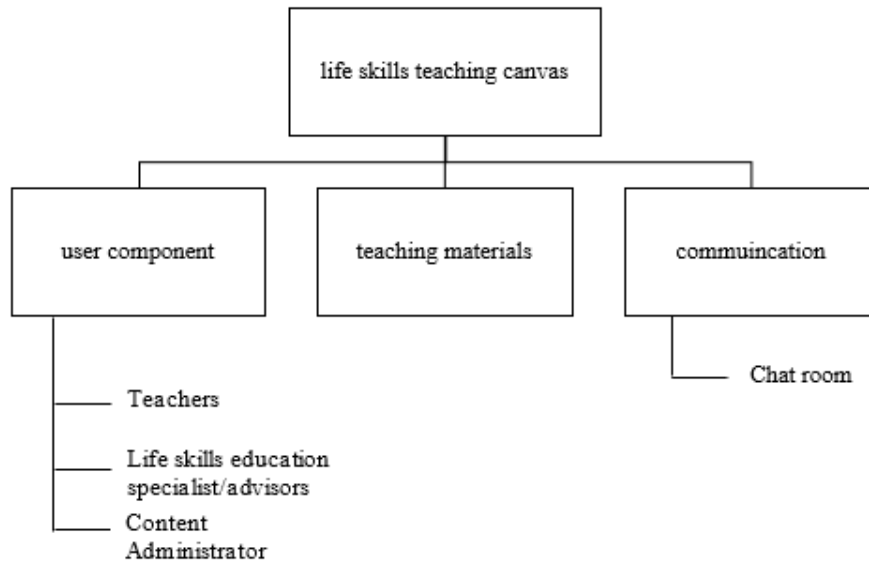 life skills teaching canvas
user component
teaching materials
commuincation
Chat room
Teachers
Life skills education
specialist/advisors
Content
Administrator